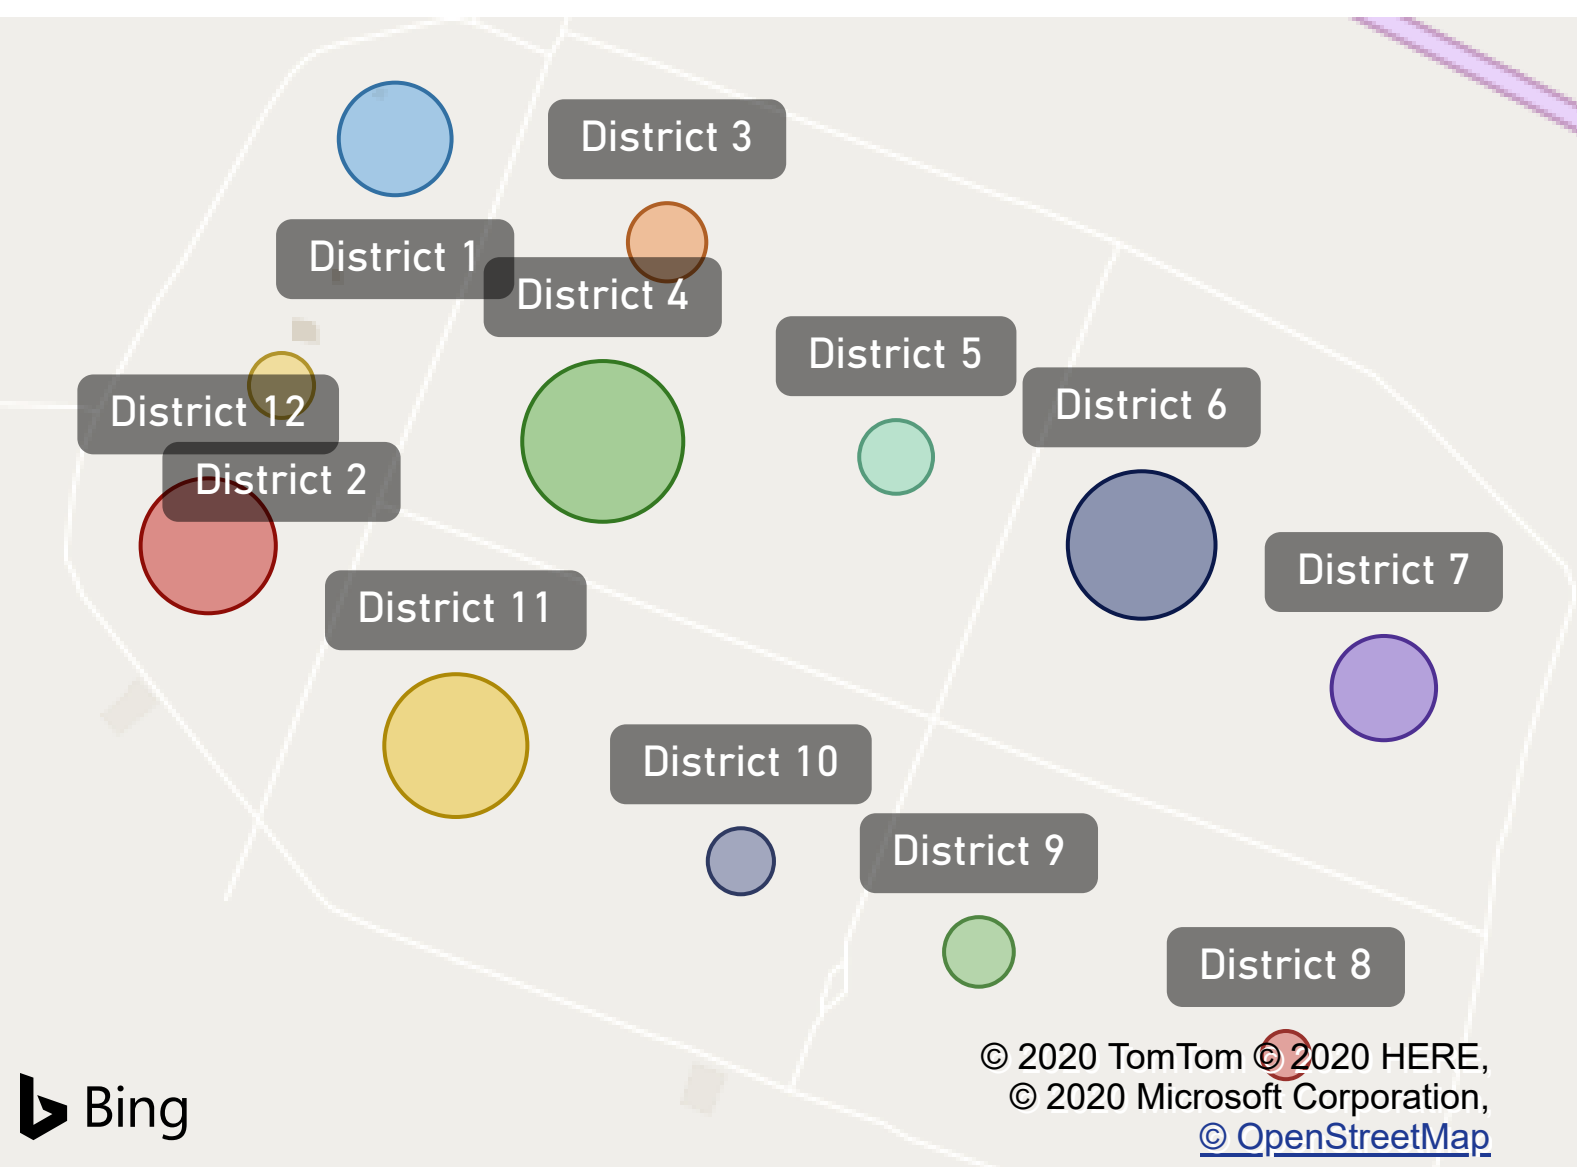 District 3
District 1
District 4
District 5
District 6
District 12
District 2
District 7
District 11
District 10
District 9
District 8
© 2020 TomTom © 2020 HERE,
© 2020 Microsoft Corporation,
© OpenStreetMap
Bing